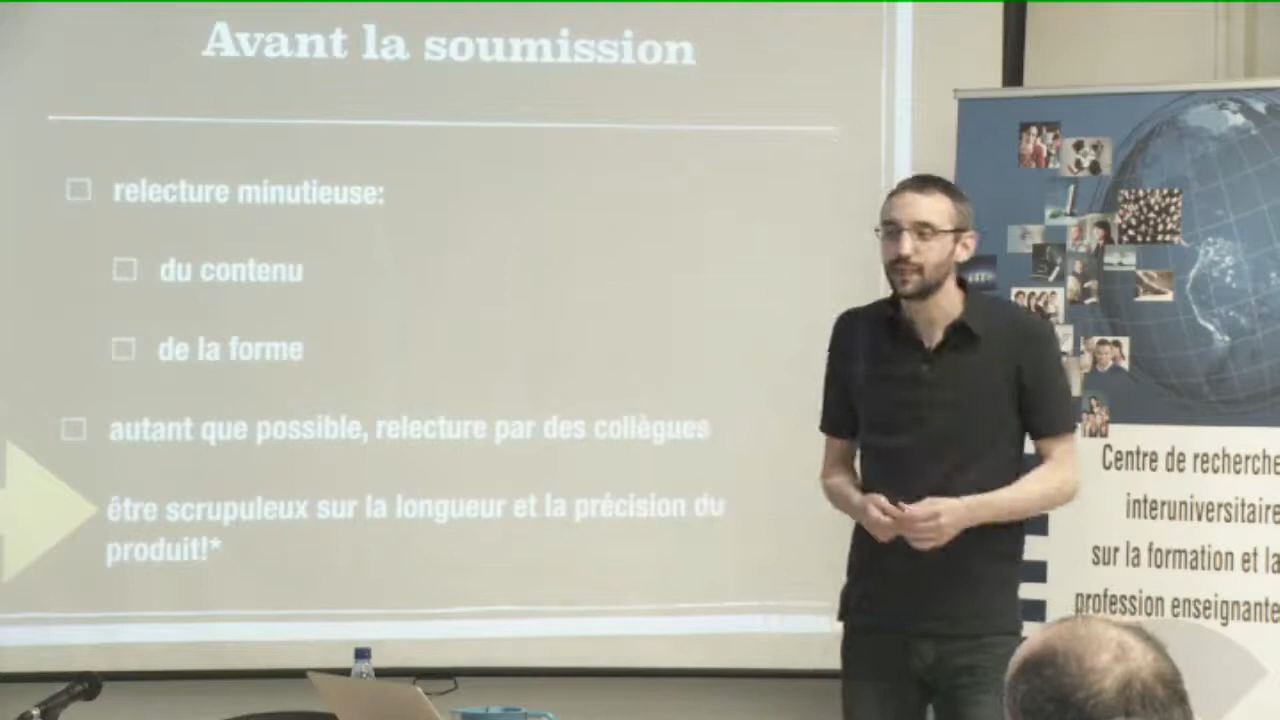 Avant la soumission
relecture minutieuse:
du contenu
de la forme
autant que possible, relecture par des collègues
être scrupuleux sur la longueur et la précision du
produit!*
Centre de recherche
interuniversitaire
sur la formation et la
profession enseignante